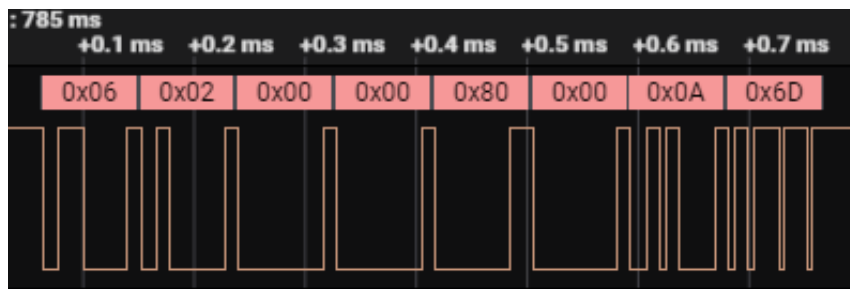 : 785 ms
+0.1 ms +0.2 ms +0.3 ms +0.4 ms +0.5 ms +0.6 ms +0.7 ms
0x06 0x02 0x00 0x00 0x80 0x00 0x0A 0x6D